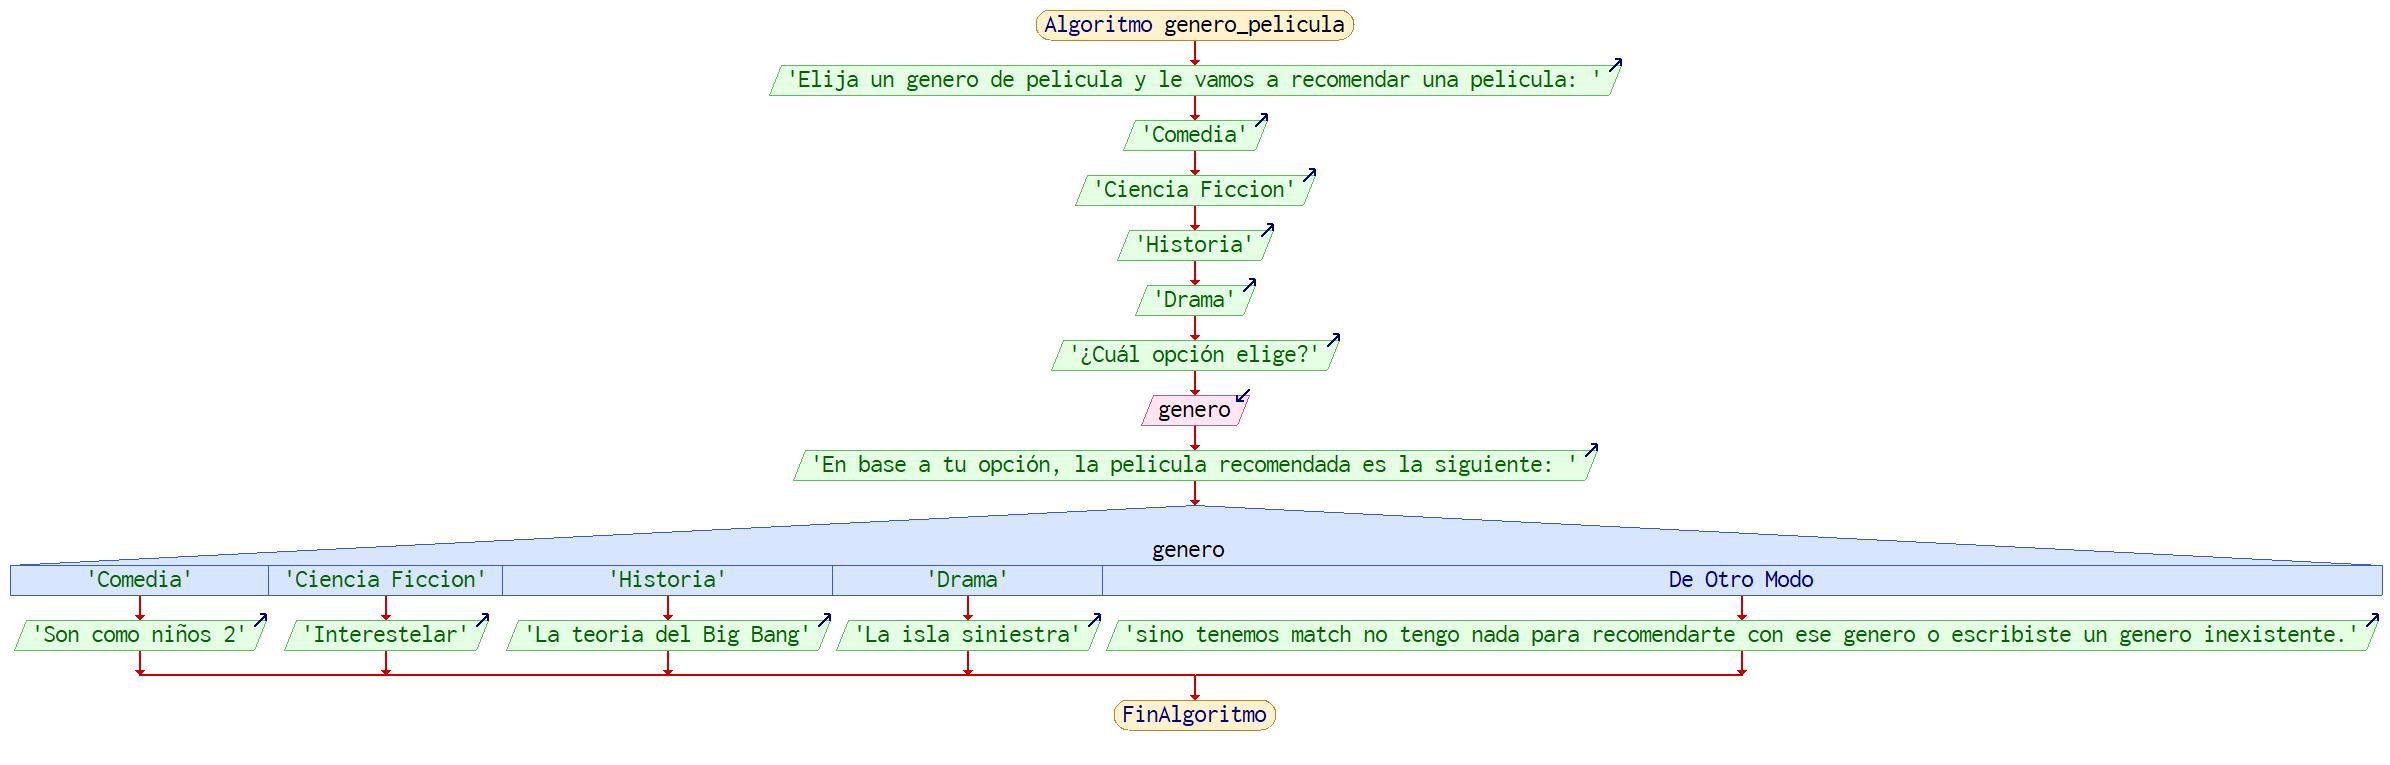 Algoritmo genero_pelicula
'Elija un genero de pelicula y le vamos a recomendar una pelicula: '
'Comedia'
'Ciencia Ficcion'
'Historia'
'Drama'
'¿Cuál opción elige?'
genero
'En base a tu opción, la pelicula recomendada es la siguiente: '
genero
'Comedia' 'Ciencia Ficcion' 'Historia' 'Drama' De Otro Modo
'Son como niños 2' 'Interestelar' 'La teoria del Big Bang' 'La isla siniestra' 'sino tenemos match no tengo nada para recomendarte con ese genero o escribiste un genero inexistente.'
FinAlgoritmo